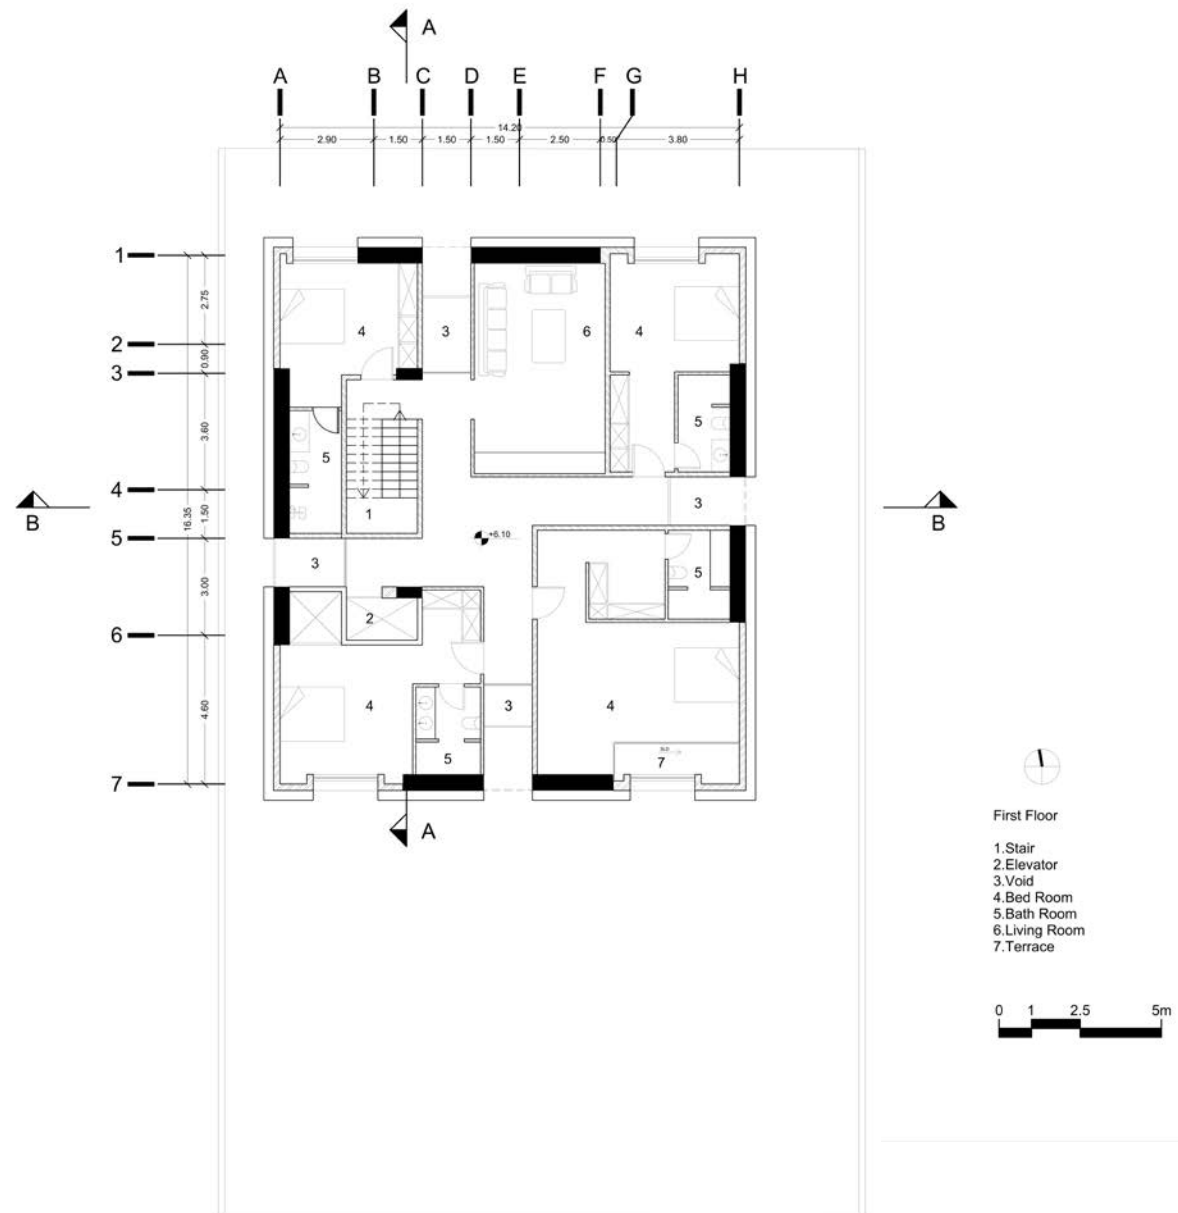 A
A B C D E F G H
14.20
2.90 1.50 1.50 1.50 2.50 0.50 3.80
1
2.75
2
0.90
3
3.60
4
1.50
5
3.00
6
4.60
7
16.35
4 3 6 4
5 5
1
B 3 B
+6.10
3 5
2
4 3 4
5 7
SLD
A
First Floor
1.Stair
2.Elevator
3.Void
4.Bed Room
5.Bath Room
6.Living Room
7.Terrace
0 1 2.5 5m